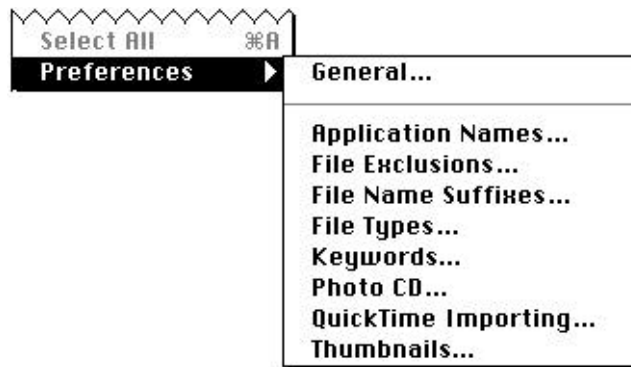 Select All ⌘A
Preferences ▶
General...
Application Names...
File Exclusions...
File Name Suffixes...
File Types...
Keywords...
Photo CD...
QuickTime Importing...
Thumbnails...